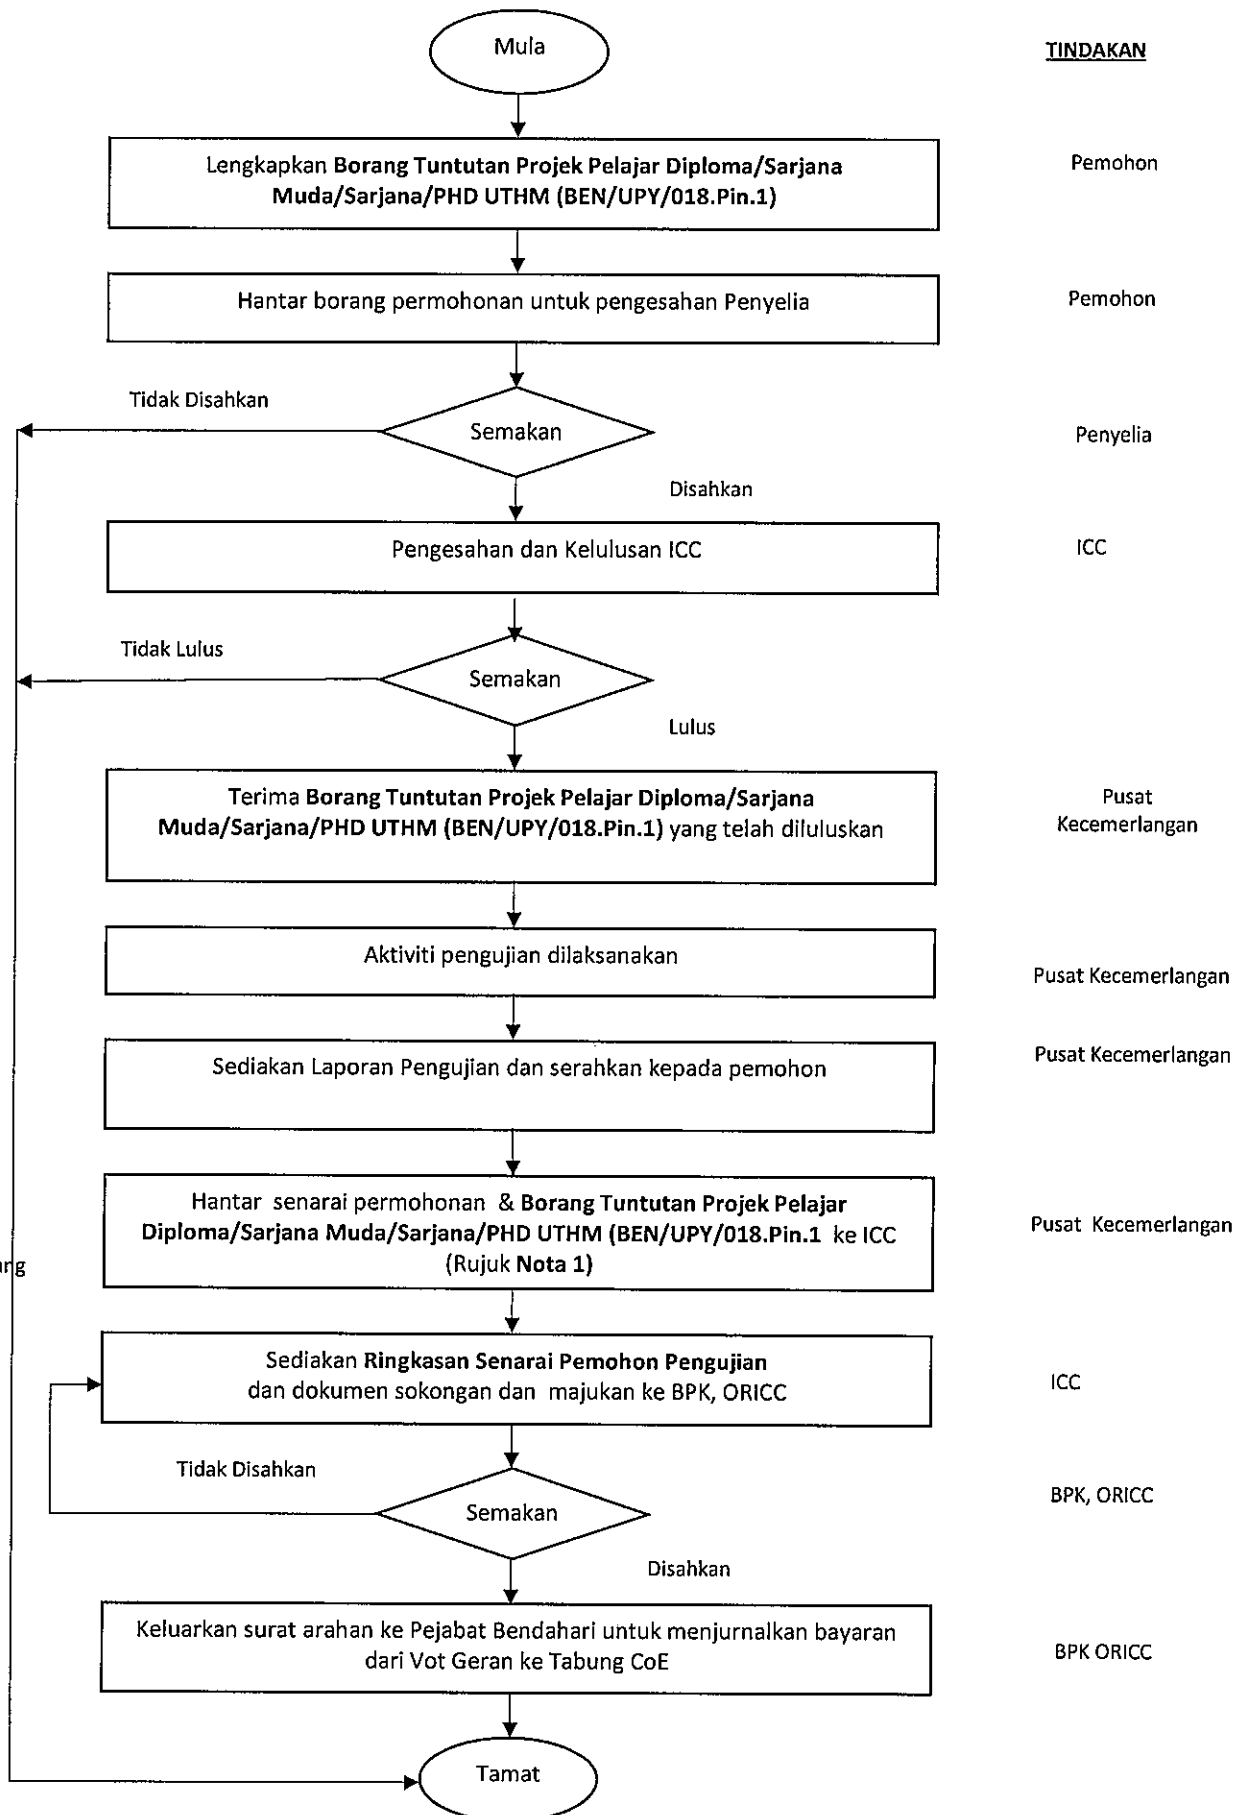 Mula
TINDAKAN
Lengkapkan Borang Tuntutan Projek Pelajar Diploma/Sarjana
Muda/Sarjana/PHD UTHM (BEN/UPY/018.Pin.1)
Pemohon
Hantar borang permohonan untuk pengesahan Penyelia
Pemohon
Tidak Disahkan
Semakan
Penyelia
Disahkan
Pengesahan dan Kelulusan ICC
ICC
Tidak Lulus
Semakan
Lulus
Terima Borang Tuntutan Projek Pelajar Diploma/Sarjana
Muda/Sarjana/PHD UTHM (BEN/UPY/018.Pin.1) yang telah diluluskan
Pusat
Kecemerlangan
Aktiviti pengujian dilaksanakan
Pusat Kecemerlangan
Sediakan Laporan Pengujian dan serahkan kepada pemohon
Pusat Kecemerlangan
Hantar senarai permohonan & Borang Tuntutan Projek Pelajar
Diploma/Sarjana Muda/Sarjana/PHD UTHM (BEN/UPY/018.Pin.1 ke ICC
(Rujuk Nota 1)
Pusat Kecemerlangan
Sediakan Ringkasan Senarai Pemohon Pengujian
dan dokumen sokongan dan majukan ke BPK, ORICC
ICC
Tidak Disahkan
Semakan
BPK, ORICC
Disahkan
Keluarkan surat arahan ke Pejabat Bendahari untuk menjurnalkan bayaran
dari Vot Geran ke Tabung CoE
BPK ORICC
Tamat